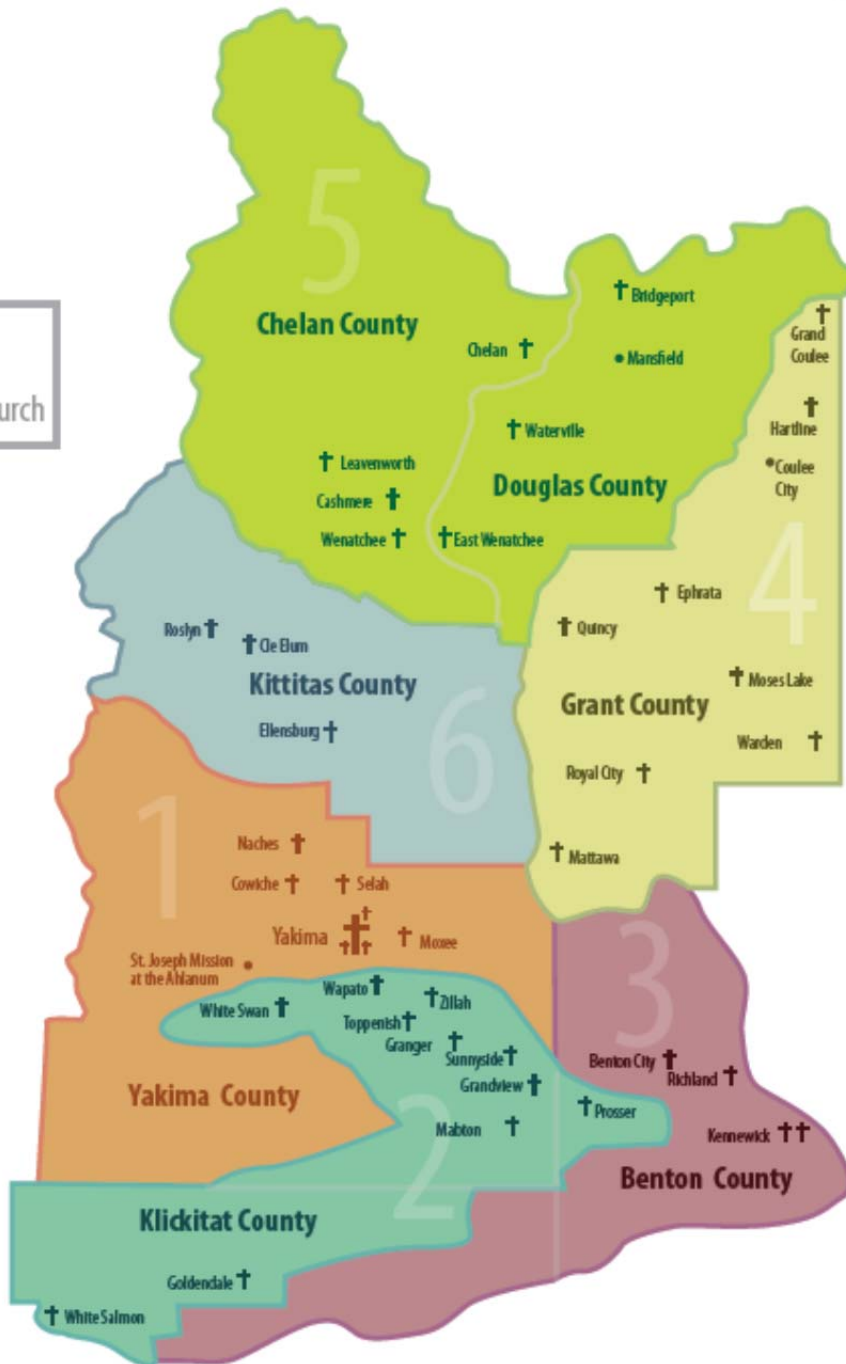 5
Bridgeport
Chelan County
Grand
Coulee
Chelan
Mansfield
Hartline
Waterville
Leavenworth
Coulee
City
Douglas County
Cashmere
Wenatchee
East Wenatchee
4
Ephrata
Roslyn
Quincy
Cle Elum
Kittitas County
Moses Lake
Grant County
Ellensburg
6
Warden
Royal City
1
Naches
Mattawa
Cowiche
Selah
Yakima
Moxee
3
St. Joseph Mission
at the Ahlanum
Wapato
Zillah
White Swan
Toppenish
Granger
Sunnyside
Benton City
Richland
Grandview
Yakima County
Prosser
2
Mabton
Kennewick
Benton County
Klickitat County
Goldendale
White Salmon